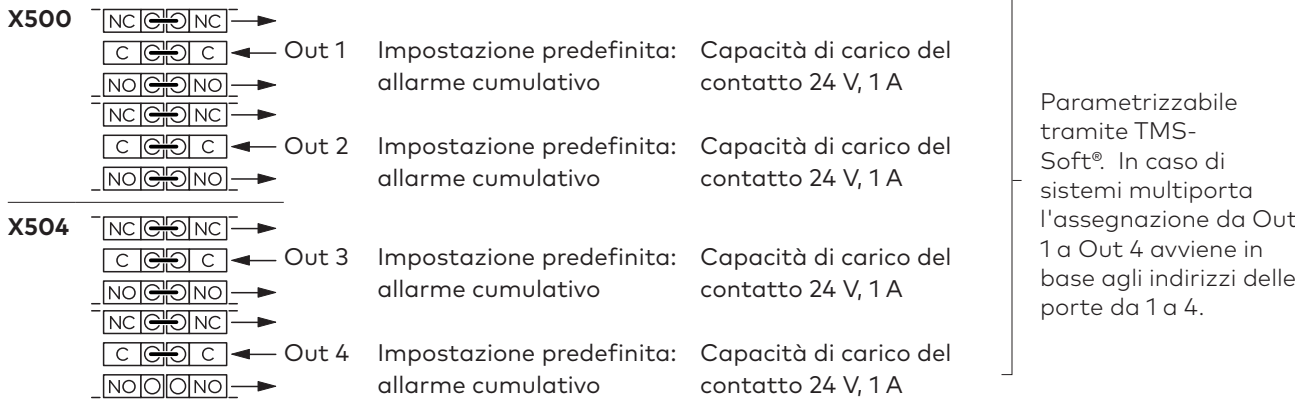 X500 NC NC
C C Out 1 Impostazione predefinita: Capacità di carico del
NO NO allarme cumulativo contatto 24 V, 1 A
NC NC
C C Out 2 Impostazione predefinita: Capacità di carico del
NO NO allarme cumulativo contatto 24 V, 1 A
X504 NC NC
C C Out 3 Impostazione predefinita: Capacità di carico del
NO NO allarme cumulativo contatto 24 V, 1 A
NC NC
C C Out 4 Impostazione predefinita: Capacità di carico del
NO NO allarme cumulativo contatto 24 V, 1 A
Parametrizzabile
tramite TMS-
Soft®. In caso di
sistemi multiporta
l'assegnazione da Out
1 a Out 4 avviene in
base agli indirizzi delle
porte da 1 a 4.